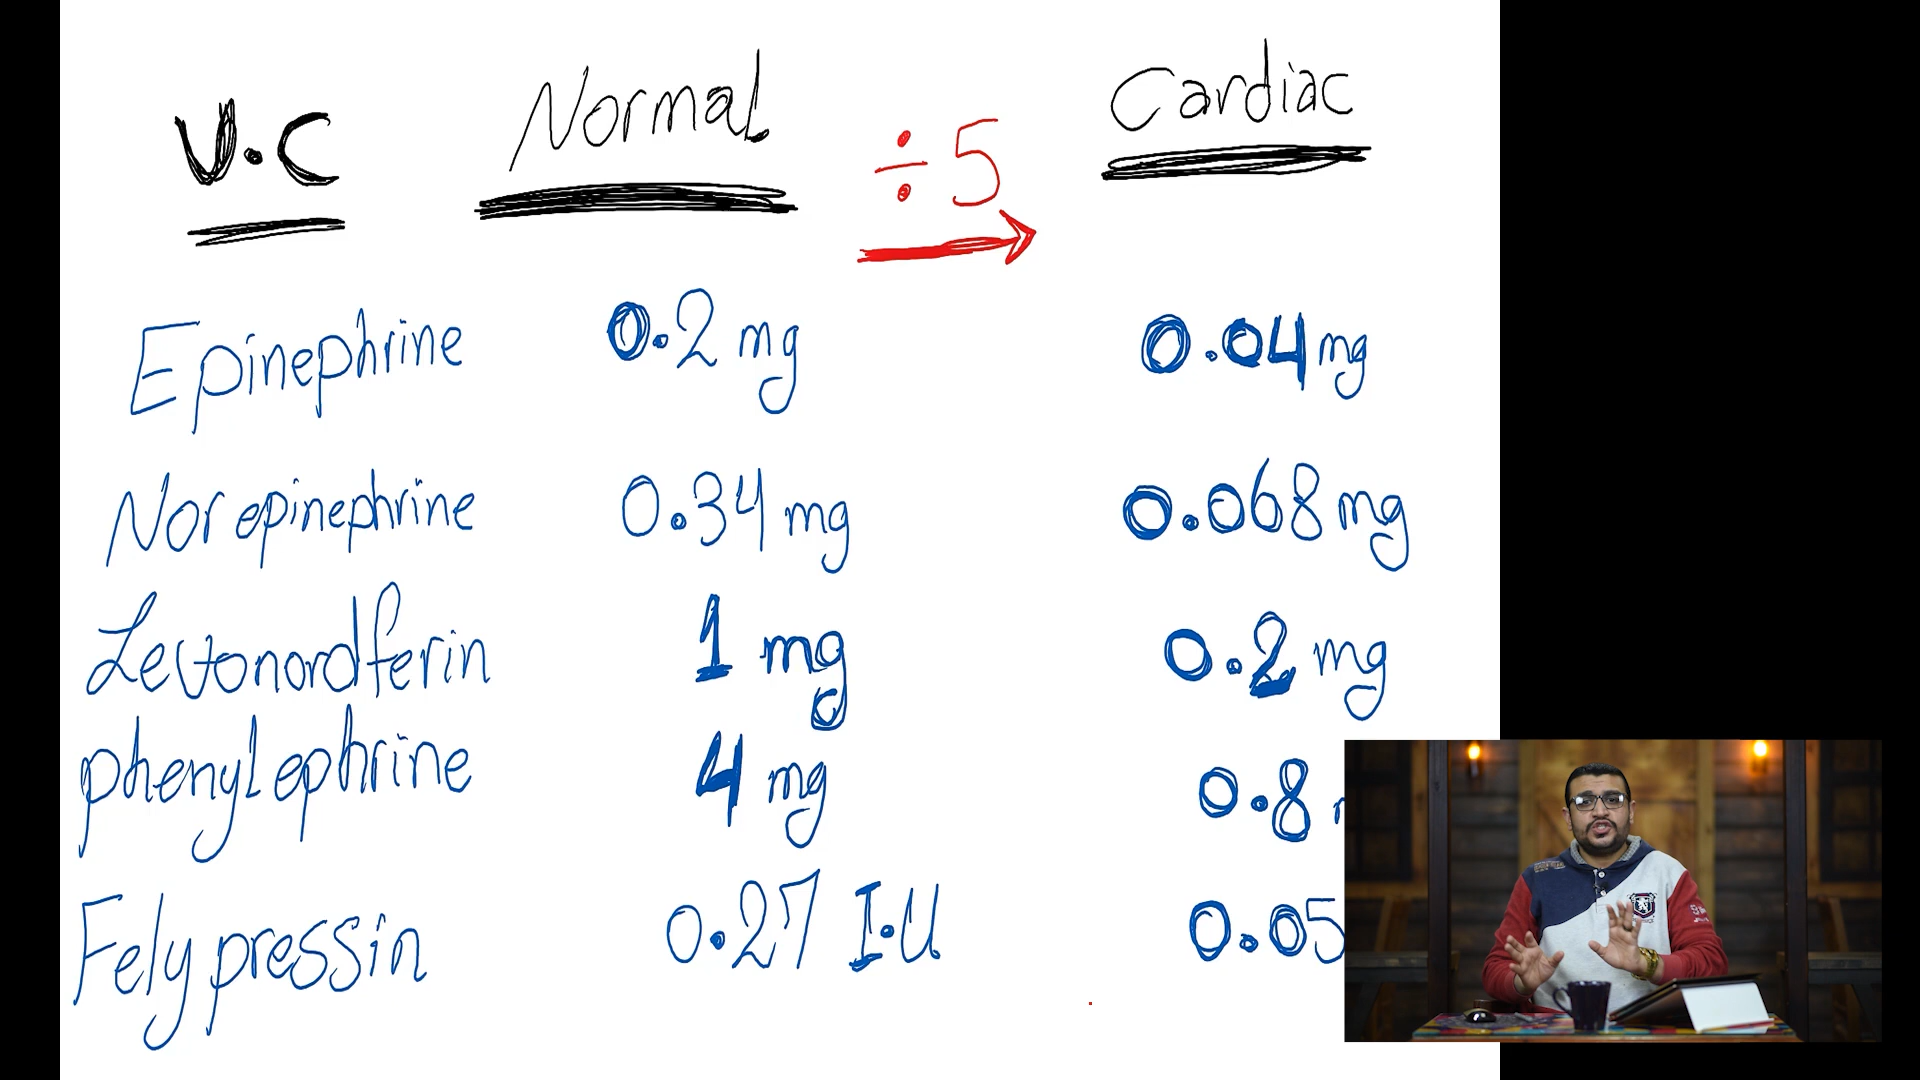 V.C Normal ÷5 Cardiac
Epinephrine 0.2 mg 0.04 mg
Norepinephrine 0.34 mg 0.068 mg
Levonordferin 1 mg 0.2 mg
phenylephrine 4 mg 0.8
Felypressin 0.27 I.U 0.05